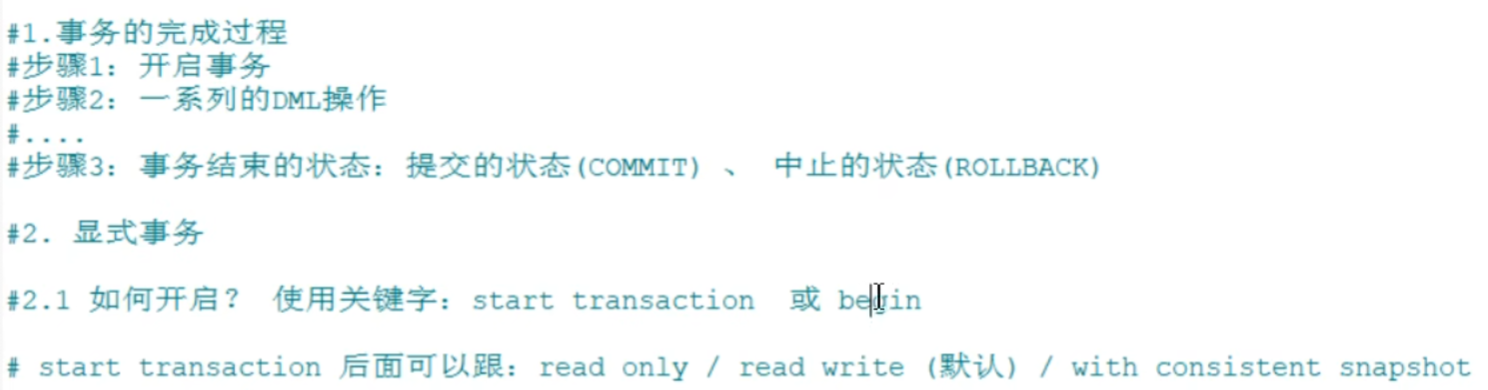 #1.事务的完成过程
#步骤1：开启事务
#步骤2：一系列的DML操作
#....
#步骤3：事务结束的状态：提交的状态(COMMIT) 、 中止的状态(ROLLBACK)
#2. 显式事务
#2.1 如何开启？ 使用关键字：start transaction 或 begin
# start transaction 后面可以跟：read only / read write (默认) / with consistent snapshot